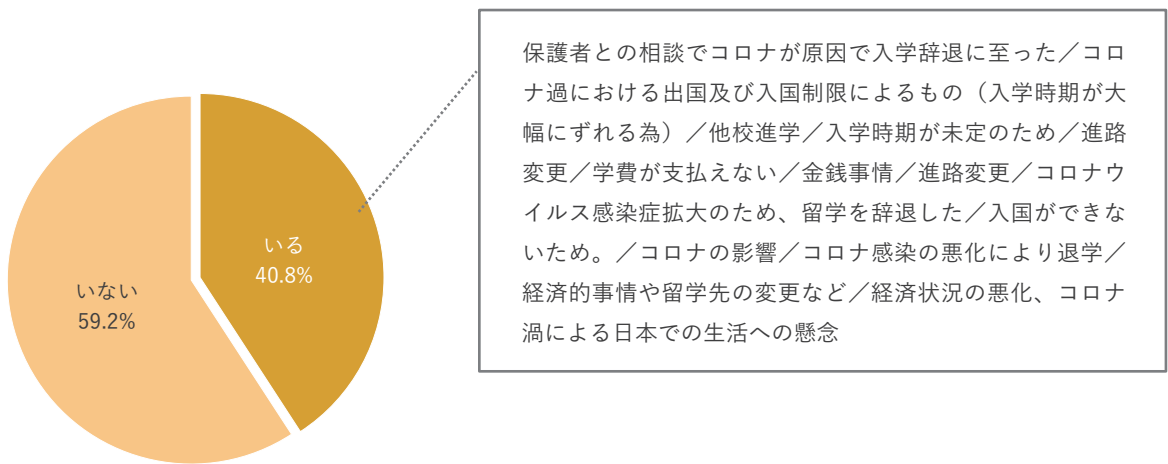 保護者との相談でコロナが原因で入学辞退に至った／コロ
ナ過における出国及び入国制限によるもの（入学時期が大
幅にずれる為）／他校進学／入学時期が未定のため／進路
変更／学費が支払えない／金銭事情／進路変更／コロナウ
イルス感染症拡大のため、留学を辞退した／入国ができな
いため。／コロナの影響／コロナ感染の悪化により退学／
経済的事情や留学先の変更など／経済状況の悪化、コロナ
渦による日本での生活への懸念
いる
40.8%
いない
59.2%